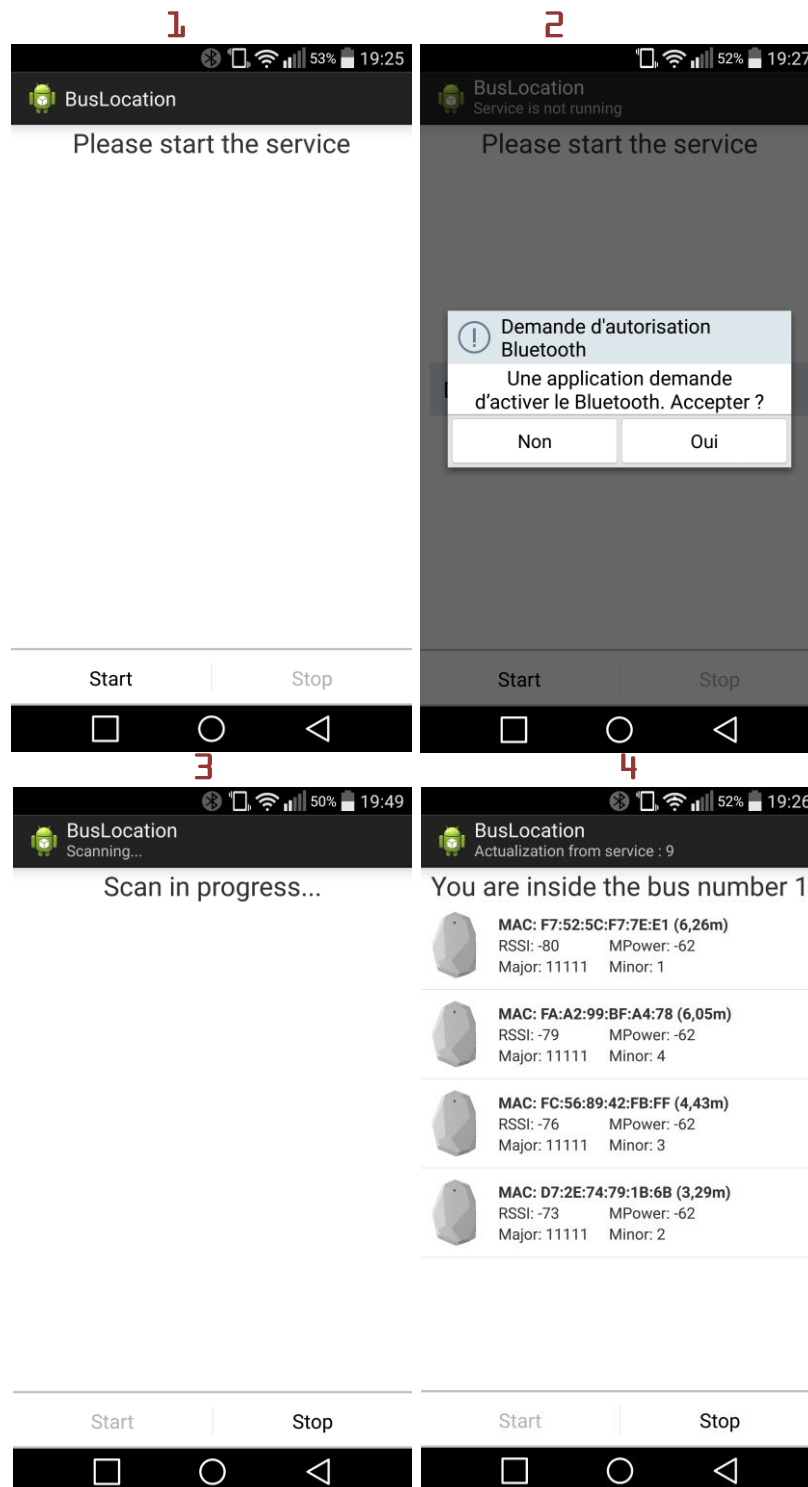 1
53% 19:25
BusLocation
Please start the service
Start Stop
2
52% 19:27
BusLocation
Service is not running
Please start the service
Demande d'autorisation
Bluetooth
Une application demande
d'activer le Bluetooth. Accepter ?
Non Oui
Start Stop
3
50% 19:49
BusLocation
Scanning...
Scan in progress...
Start Stop
4
52% 19:26
BusLocation
Actualization from service : 9
You are inside the bus number 1
MAC: F7:52:5C:F7:7E:E1 (6,26m)
RSSI: -80 MPower: -62
Major: 11111 Minor: 1
MAC: FA:A2:99:BF:A4:78 (6,05m)
RSSI: -79 MPower: -62
Major: 11111 Minor: 4
MAC: FC:56:89:42:FB:FF (4,43m)
RSSI: -76 MPower: -62
Major: 11111 Minor: 3
MAC: D7:2E:74:79:1B:6B (3,29m)
RSSI: -73 MPower: -62
Major: 11111 Minor: 2
Start Stop